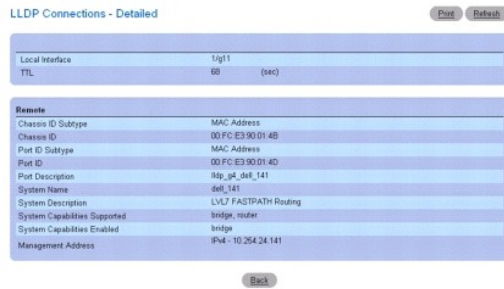 LLDP Connections - Detailed
Print Refresh
Local Interface 1/g11
TTL 68 (sec)
Remote
Chassis ID Subtype MAC Address
Chassis ID 00:FC:E3:90:01:4B
Port ID Subtype MAC Address
Port ID 00:FC:E3:90:01:4D
Port Description lldp_g4_dell_141
System Name dell_141
System Description LVL7 FASTPATH Routing
System Capabilities Supported bridge, router
System Capabilities Enabled bridge
Management Address IPv4 - 10.254.24.141
Back